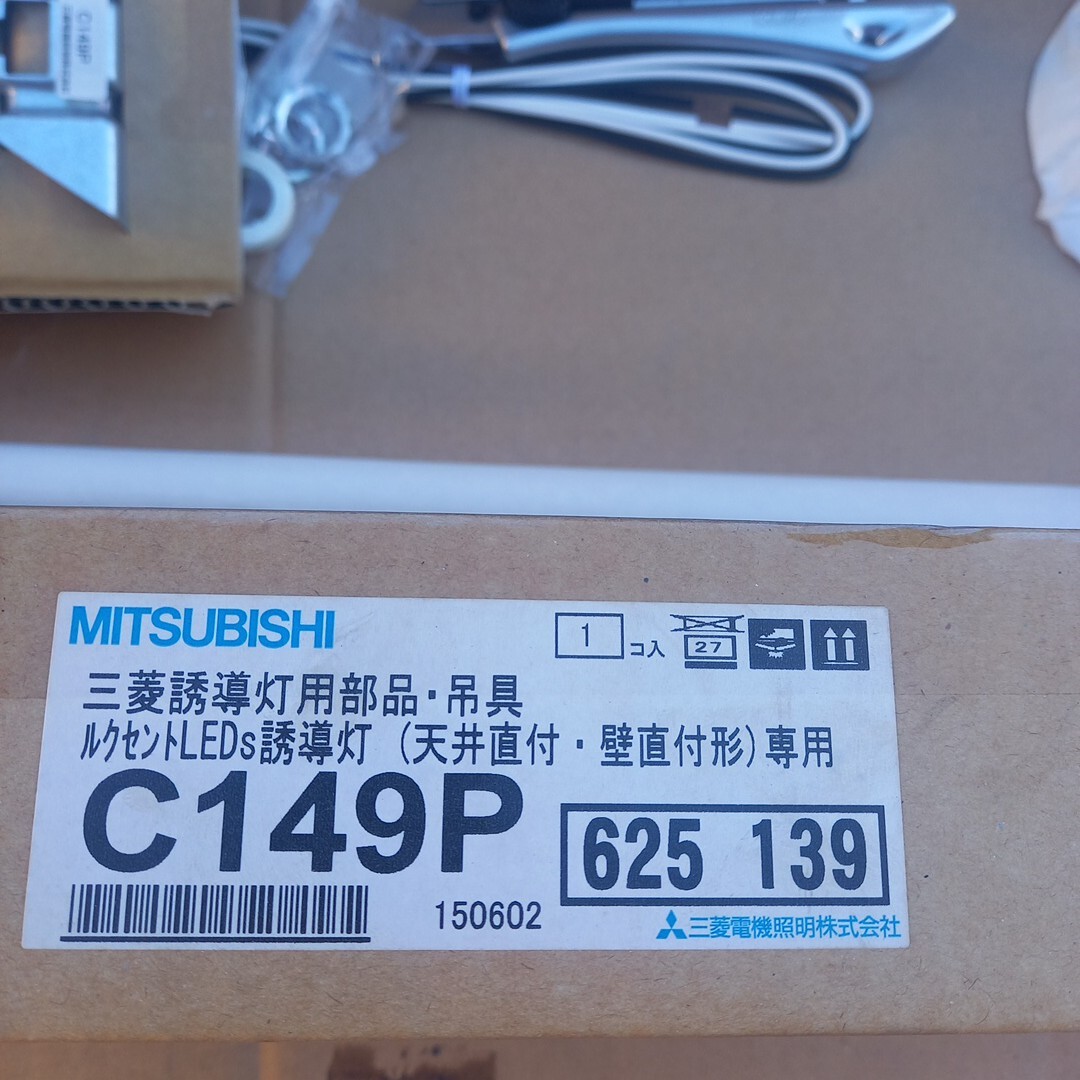 C149P
MITSUBISHI
1 コ入
27
三菱誘導灯用部品・吊具
ルクセントLEDs誘導灯 (天井直付・壁直付形)専用
C149P
625 139
150602
三菱電機照明株式会社